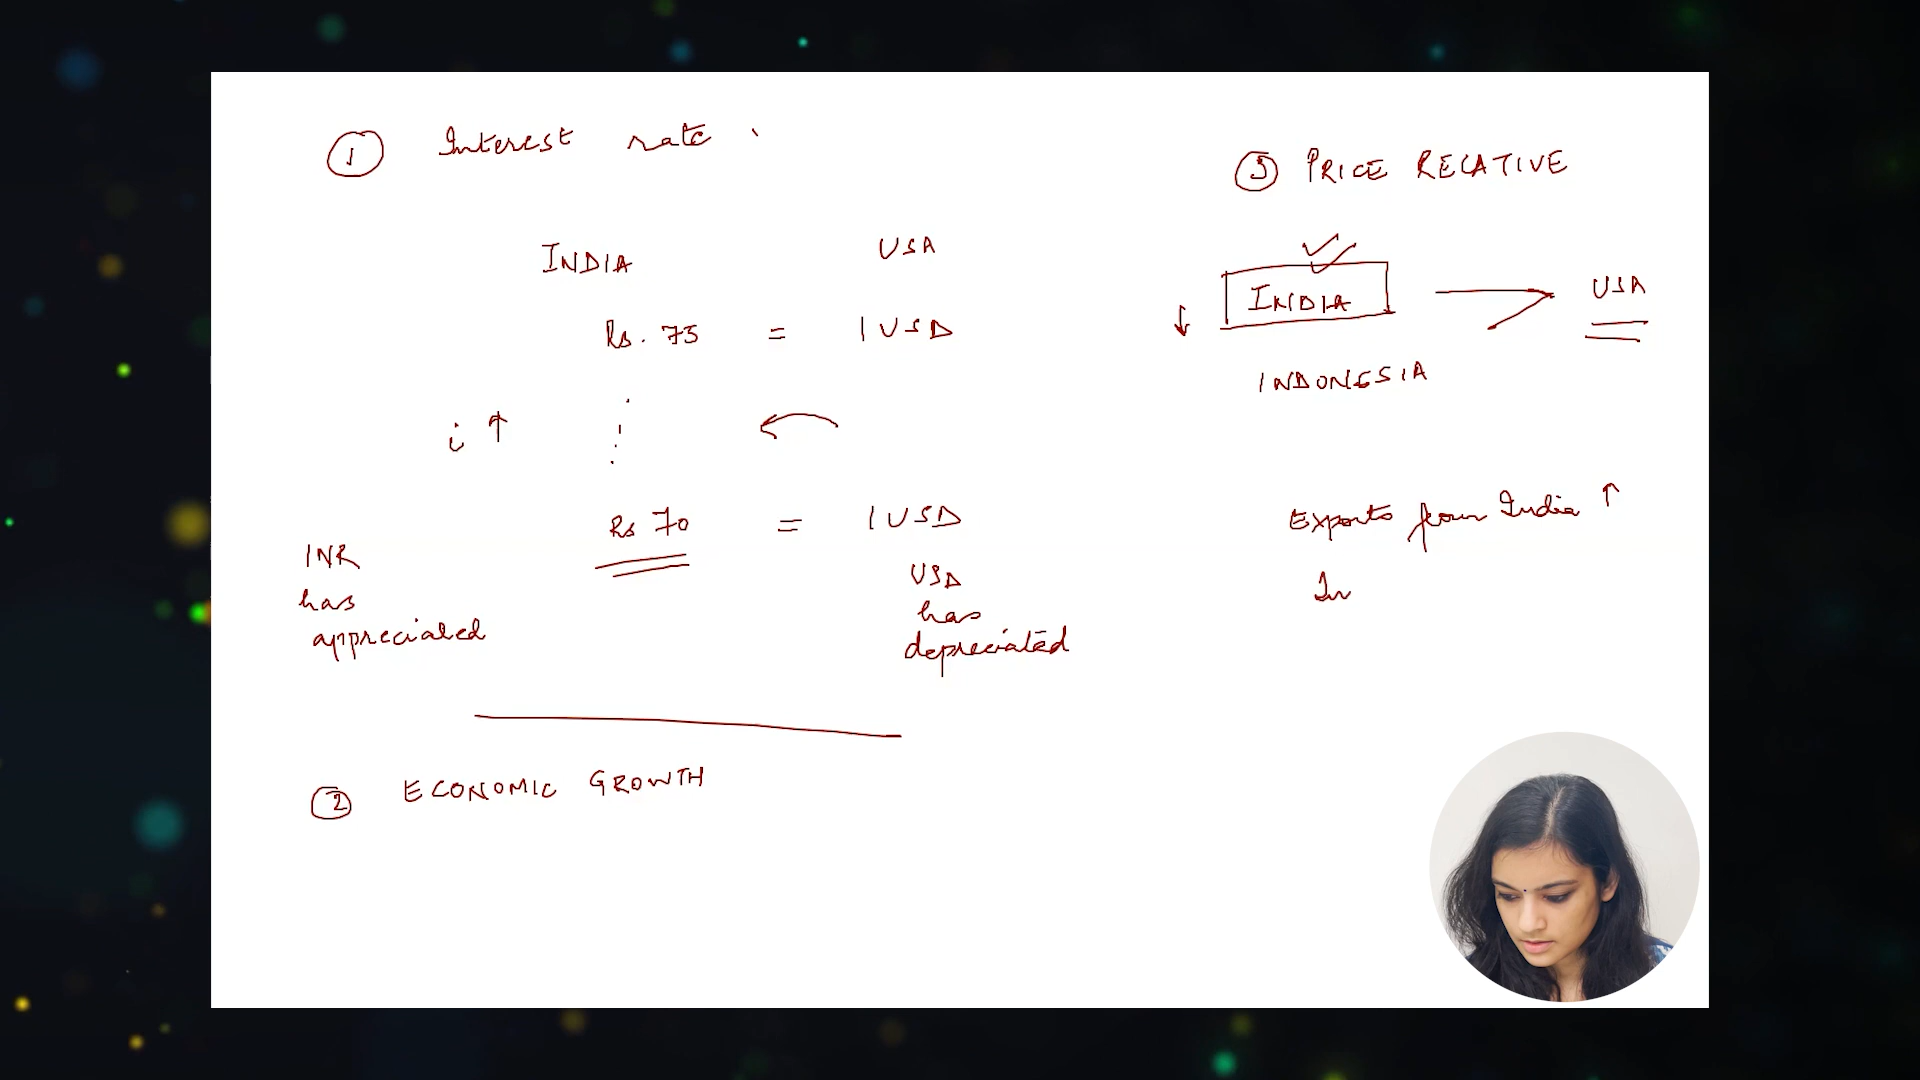 ① Interest rate
INDIA USA
Rs. 75 = 1 USD
i ↑
Rs 70 = 1 USD
INR
has
appreciated
USD
has
depreciated
② ECONOMIC GROWTH
③ PRICE RELATIVE
↓ INDIA → USA
INDONESIA
Exports from India ↑
In